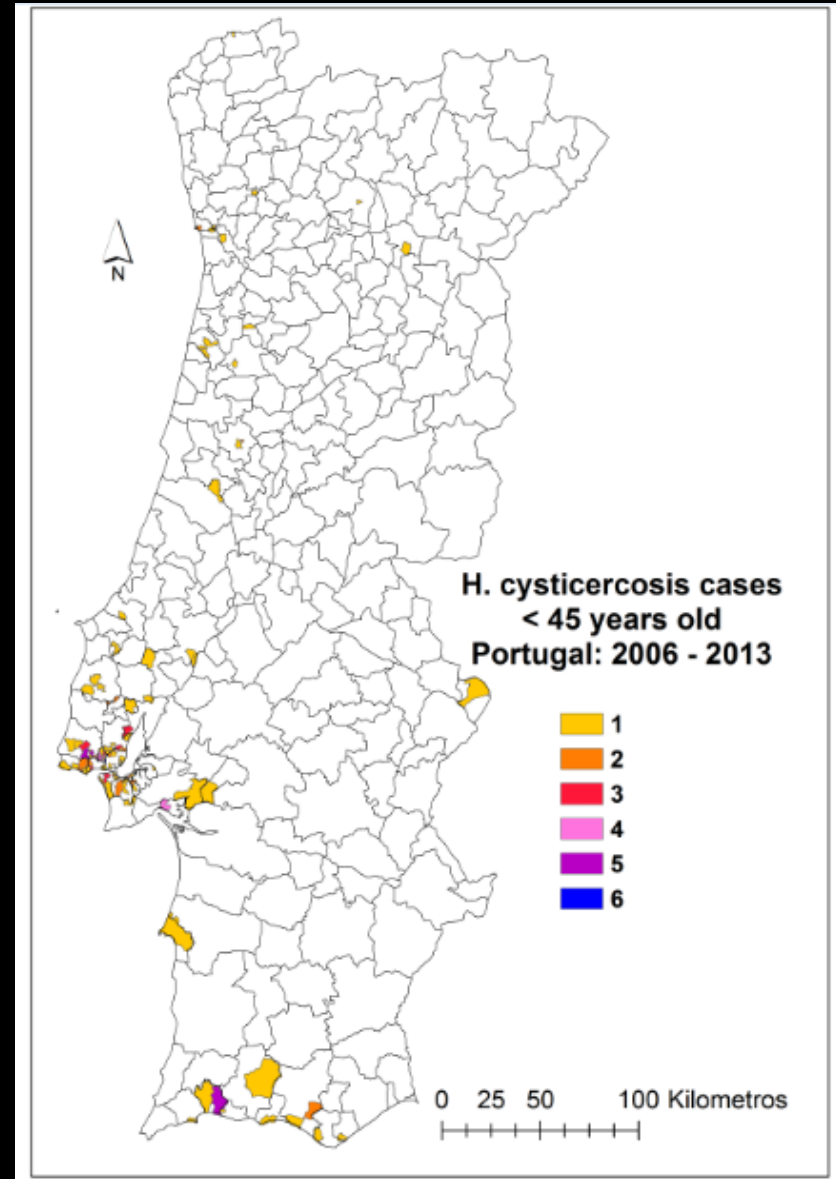 N
H. cysticercosis cases
< 45 years old
Portugal: 2006 - 2013
1
2
3
4
5
6
0 25 50 100 Kilometros